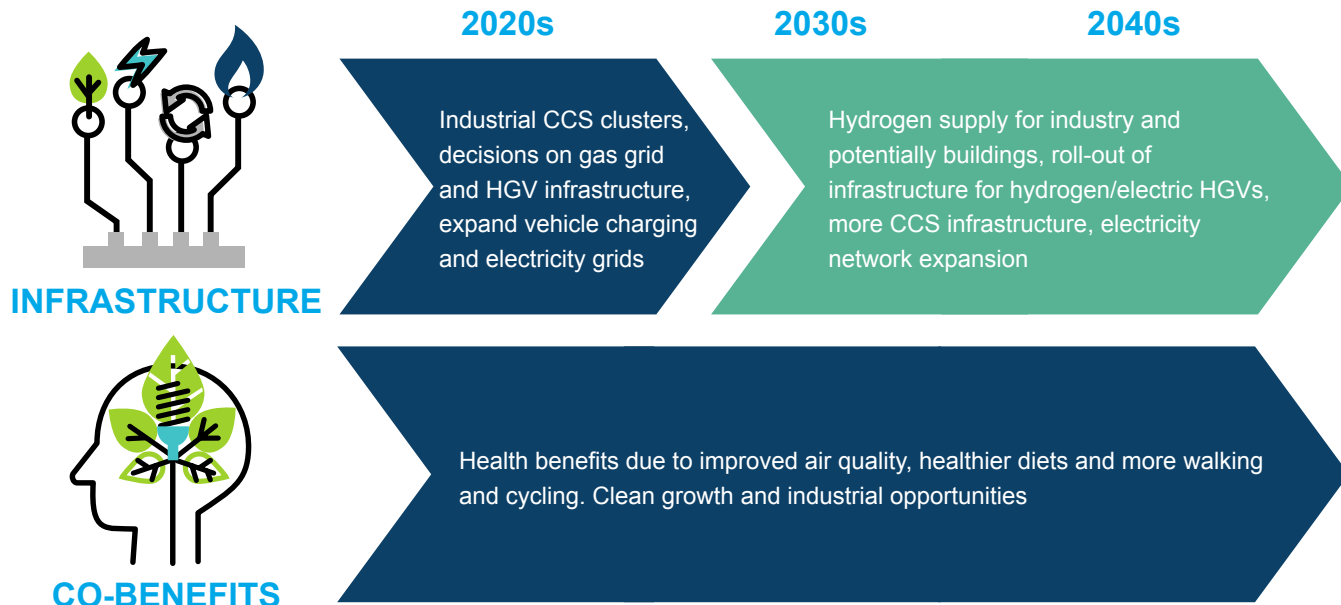 2020s
2030s
2040s
Industrial CCS clusters,
decisions on gas grid
and HGV infrastructure,
expand vehicle charging
and electricity grids
Hydrogen supply for industry and
potentially buildings, roll-out of
infrastructure for hydrogen/electric HGVs,
more CCS infrastructure, electricity
network expansion
INFRASTRUCTURE
Health benefits due to improved air quality, healthier diets and more walking
and cycling. Clean growth and industrial opportunities
CO-BENEFITS